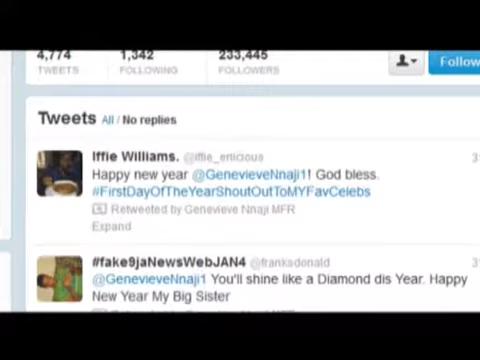 4,774 1,342 233,445
TWEETS FOLLOWING FOLLOWERS
Follow
Tweets All / No replies
Iffie Williams. @iffie_erlicious
Happy new year @GenevieveNnaji1! God bless.
#FirstDayOfTheYearShoutOutToMYFavCelebs
Retweeted by Genevieve Nnaji MFR
Expand
#fake9jaNewsWebJAN4 @franksdonald
@GenevieveNnaji1 You'll shine like a Diamond dis Year. Happy
New Year My Big Sister